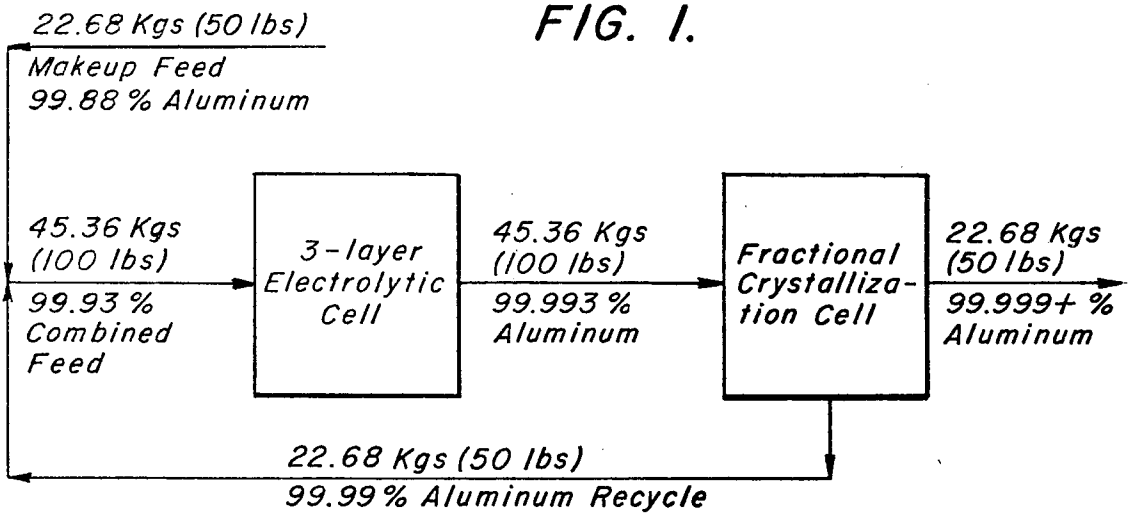 FIG. 1.
22.68 Kgs (50 lbs)
Makeup Feed
99.88 % Aluminum
45.36 Kgs
(100 lbs)
99.93 %
Combined
Feed
3-layer
Electrolytic
Cell
45.36 Kgs
(100 lbs)
99.993 %
Aluminum
Fractional
Crystalliza-
tion Cell
22.68 Kgs
(50 lbs)
99.999+ %
Aluminum
22.68 Kgs (50 lbs)
99.99% Aluminum Recycle